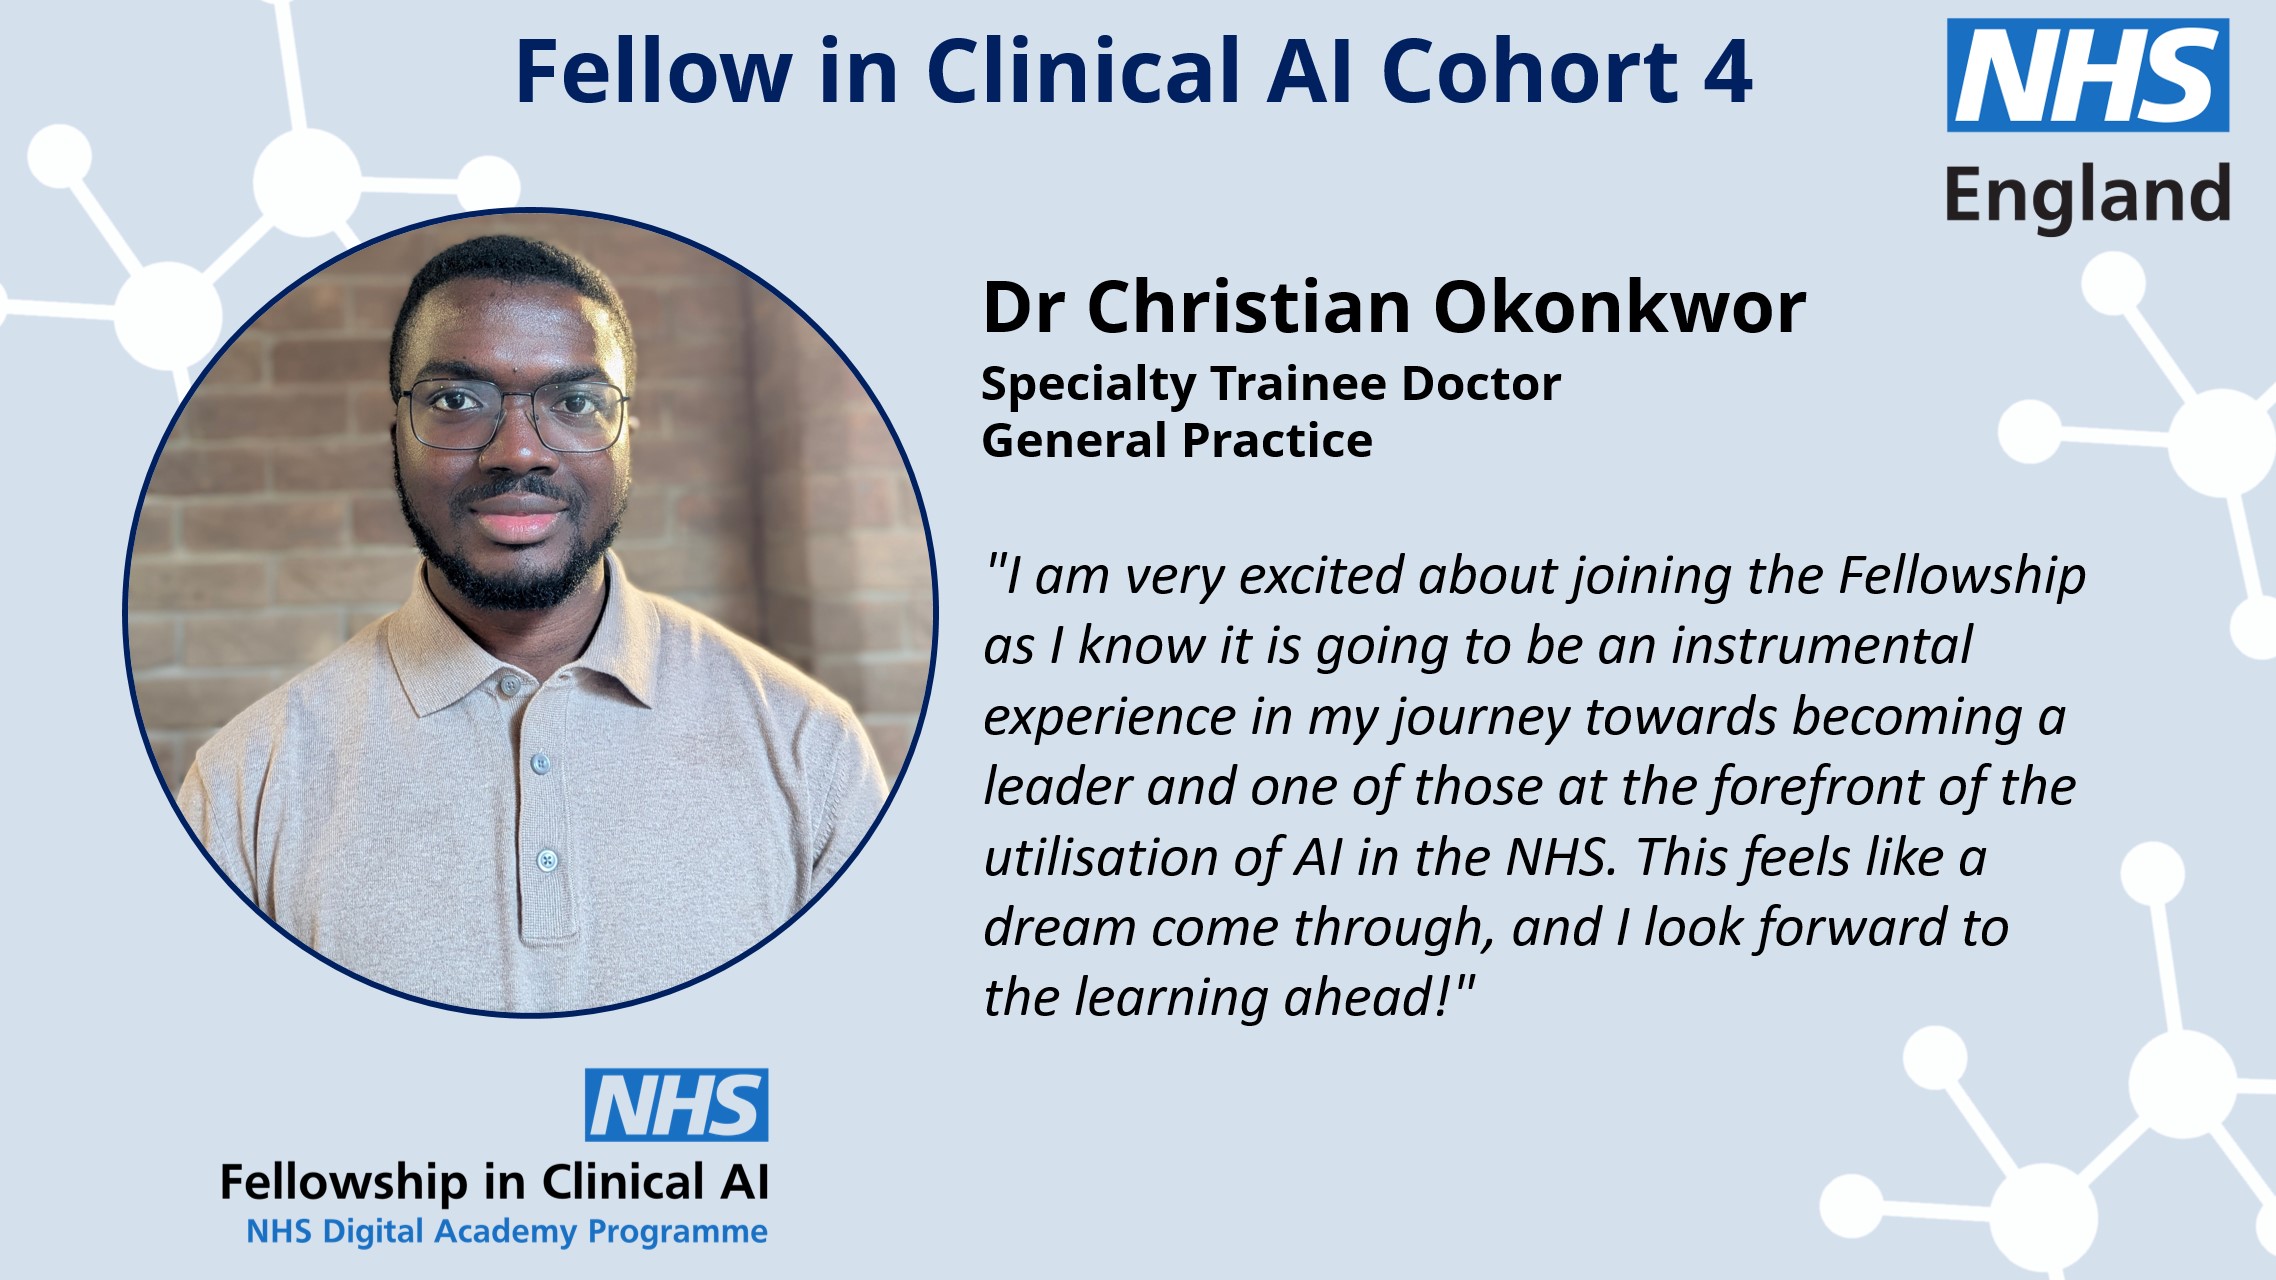 Fellow in Clinical AI Cohort 4
NHS
England
Dr Christian Okonkwor
Specialty Trainee Doctor
General Practice
"I am very excited about joining the Fellowship
as I know it is going to be an instrumental
experience in my journey towards becoming a
leader and one of those at the forefront of the
utilisation of AI in the NHS. This feels like a
dream come through, and I look forward to
the learning ahead!"
NHS
Fellowship in Clinical AI
NHS Digital Academy Programme